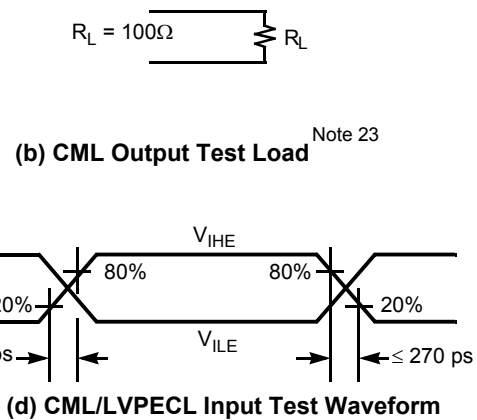 R_L = 100Ω
R_L
(b) CML Output Test Load Note 23
V_IHE
80%
80%
20%
20%
V_ILE
≤ 270 ps
(d) CML/LVPECL Input Test Waveform